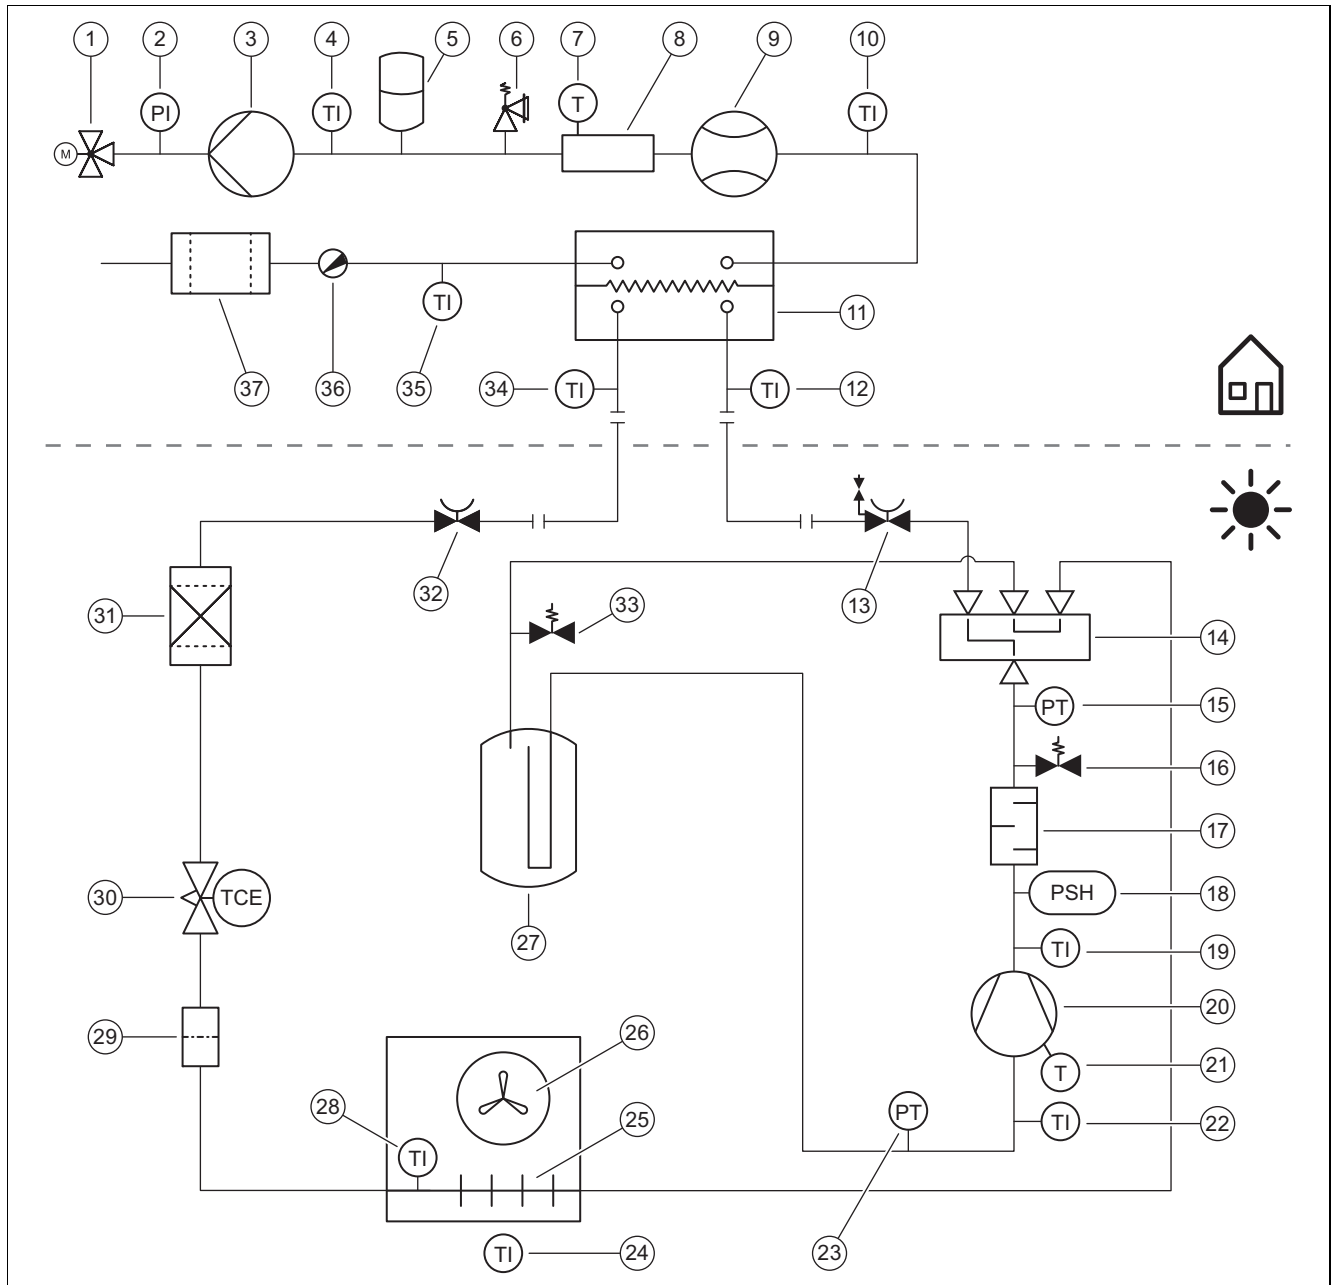 1 2 3 4 5 6 7 8 9 10
PI TI T TI
M
11
TI
37 36 35 34 TI TI 12
32 33 13
31 14
PT 15
16
17
PSH 18
30 TCE
27
TI 19
20
29
26
T 21
28 25 PT TI 22
TI
TI 24 23